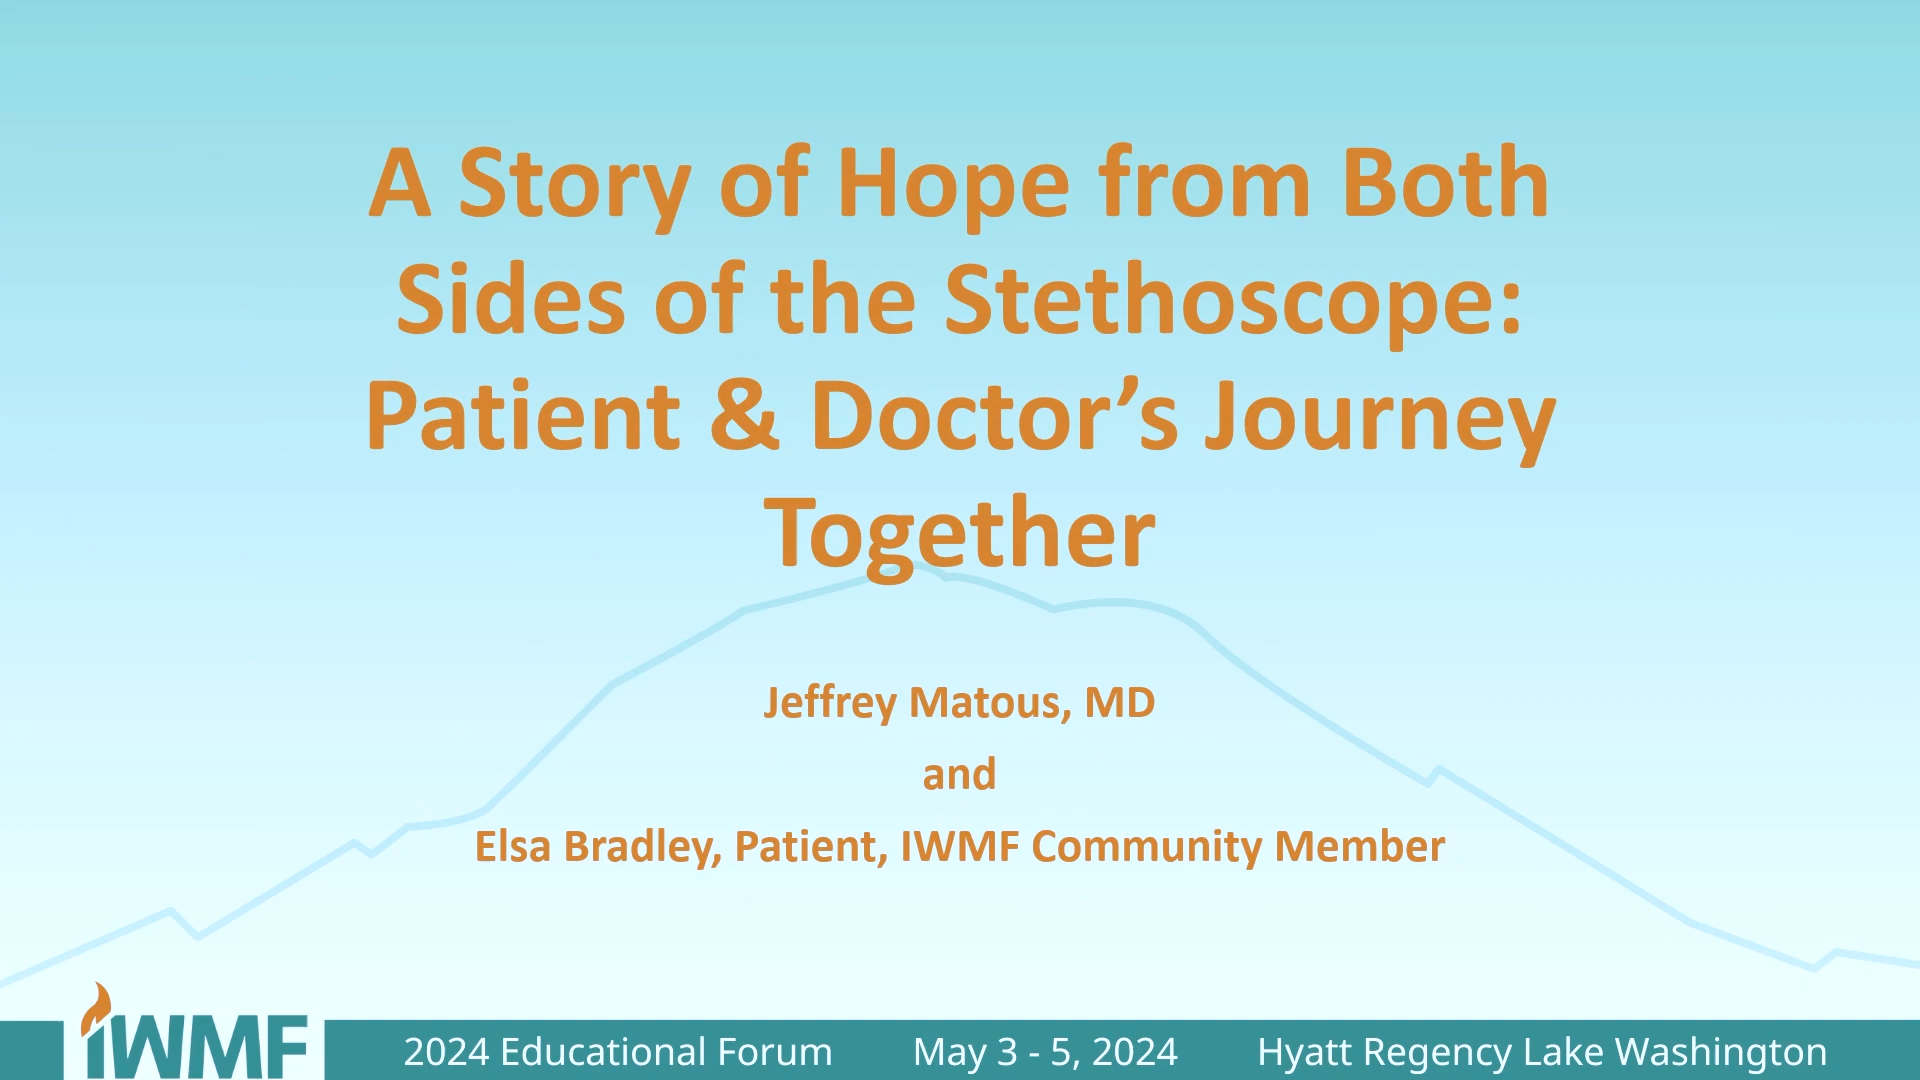 A Story of Hope from Both
Sides of the Stethoscope:
Patient & Doctor’s Journey
Together
Jeffrey Matous, MD
and
Elsa Bradley, Patient, IWMF Community Member
iWMF
2024 Educational Forum May 3 - 5, 2024 Hyatt Regency Lake Washington